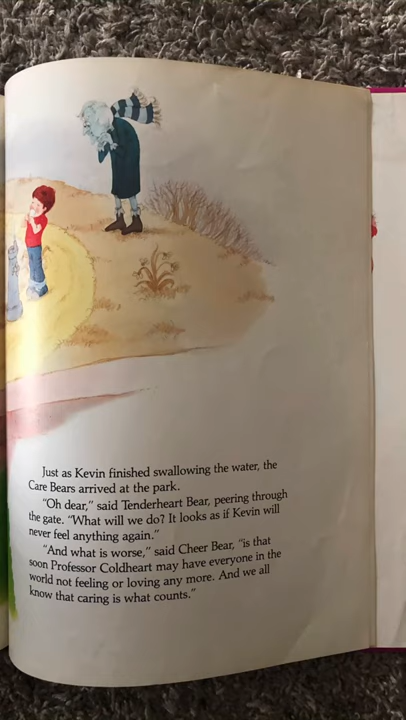 Just as Kevin finished swallowing the water, the
Care Bears arrived at the park.
"Oh dear," said Tenderheart Bear, peering through
the gate. "What will we do? It looks as if Kevin will
never feel anything again."
"And what is worse," said Cheer Bear, "is that
soon Professor Coldheart may have everyone in the
world not feeling or loving any more. And we all
know that caring is what counts."